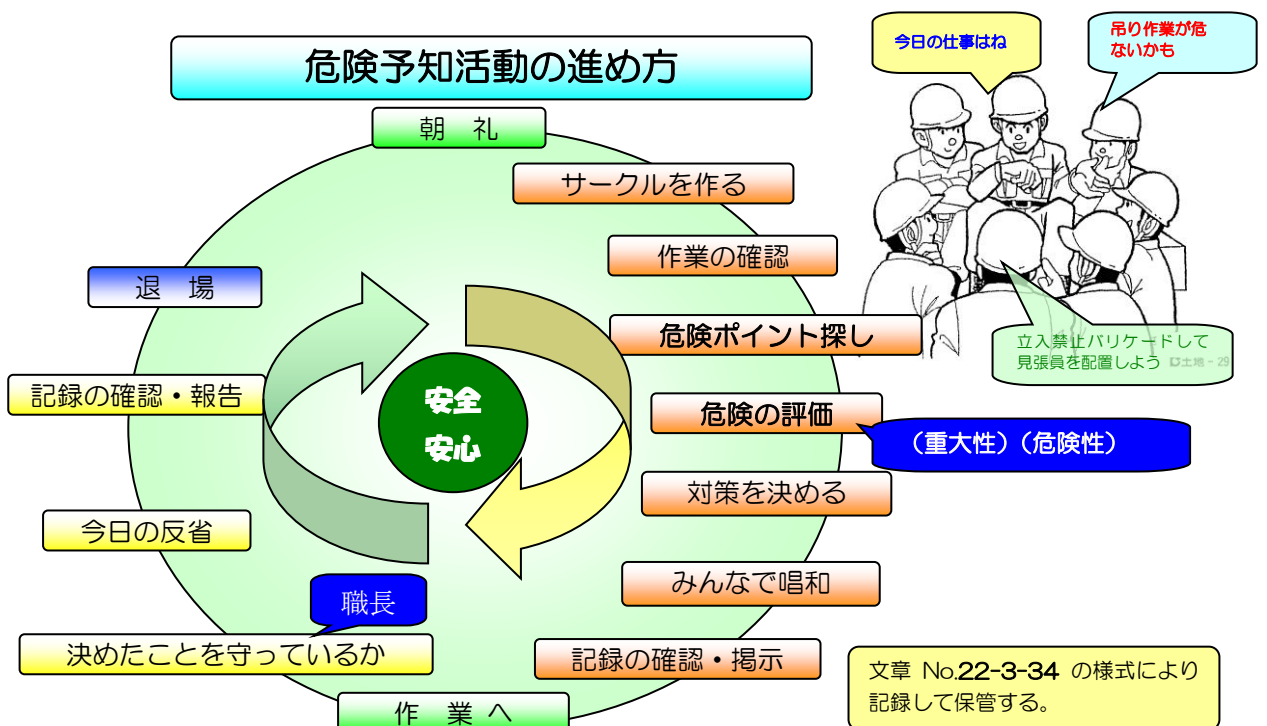 危険予知活動の進め方
今日の仕事はね
吊り作業が危
ないかも
朝 礼
サークルを作る
作業の確認
退 場
危険ポイント探し
立入禁止バリケードして
見張員を配置しよう
土地-29
記録の確認・報告
安全
安心
危険の評価
(重大性)(危険性)
対策を決める
今日の反省
みんなで唱和
職長
決めたことを守っているか
記録の確認・掲示
文章 No.22-3-34 の様式により
記録して保管する。
作 業 へ